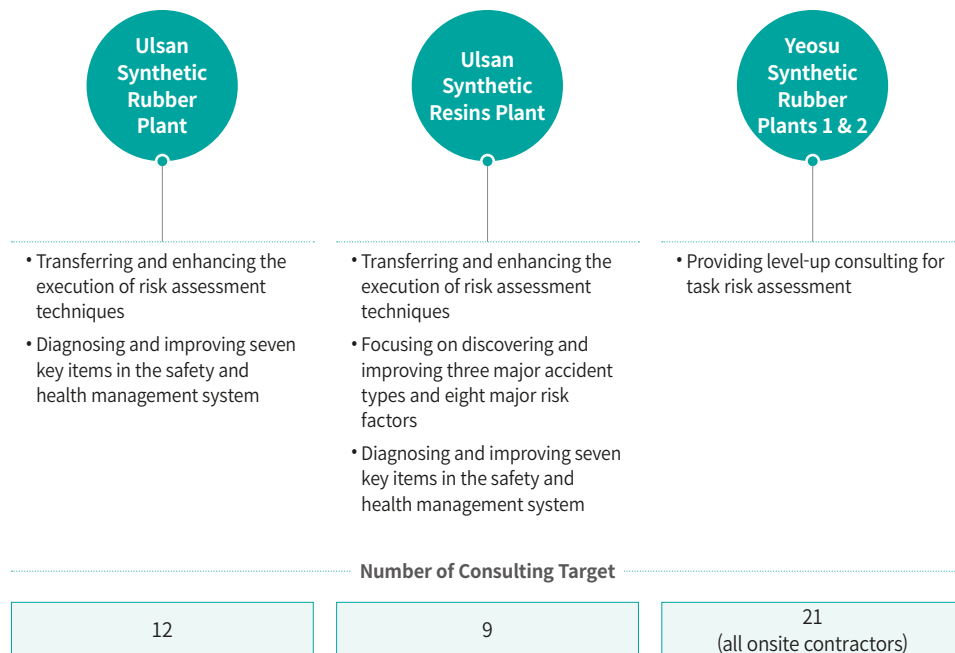 Ulsan
Synthetic
Rubber
Plant
Ulsan
Synthetic
Resins Plant
Yeosu
Synthetic
Rubber
Plants 1 & 2
• Transferring and enhancing the
execution of risk assessment
techniques
• Diagnosing and improving seven
key items in the safety and
health management system
• Transferring and enhancing the
execution of risk assessment
techniques
• Focusing on discovering and
improving three major accident
types and eight major risk
factors
• Diagnosing and improving seven
key items in the safety and
health management system
• Providing level-up consulting for
task risk assessment
Number of Consulting Target
12
9
21
(all onsite contractors)